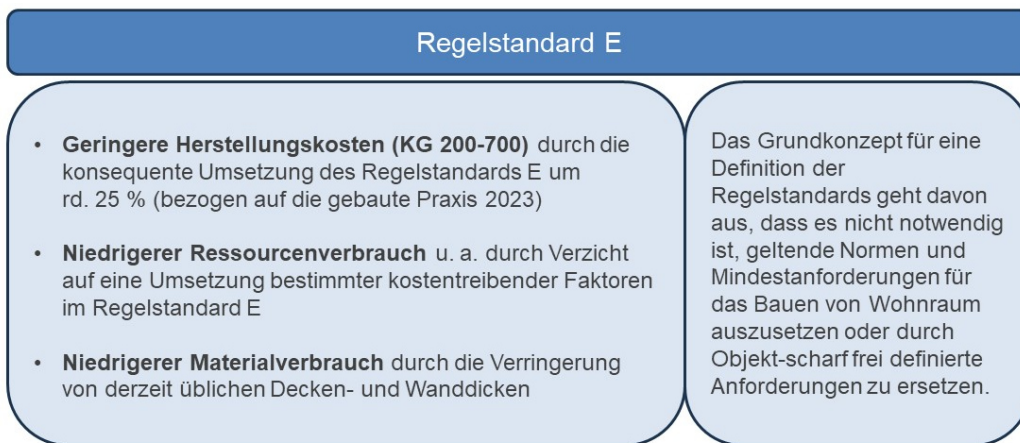 Regelstandard E
• Geringere Herstellungskosten (KG 200-700) durch die
konsequente Umsetzung des Regelstandards E um
rd. 25 % (bezogen auf die gebaute Praxis 2023)
• Niedrigerer Ressourcenverbrauch u. a. durch Verzicht
auf eine Umsetzung bestimmter kostentreibender Faktoren
im Regelstandard E
• Niedrigerer Materialverbrauch durch die Verringerung
von derzeit üblichen Decken- und Wanddicken
Das Grundkonzept für eine
Definition der
Regelstandards geht davon
aus, dass es nicht notwendig
ist, geltende Normen und
Mindestanforderungen für
das Bauen von Wohnraum
auszusetzen oder durch
Objekt-scharf frei definierte
Anforderungen zu ersetzen.